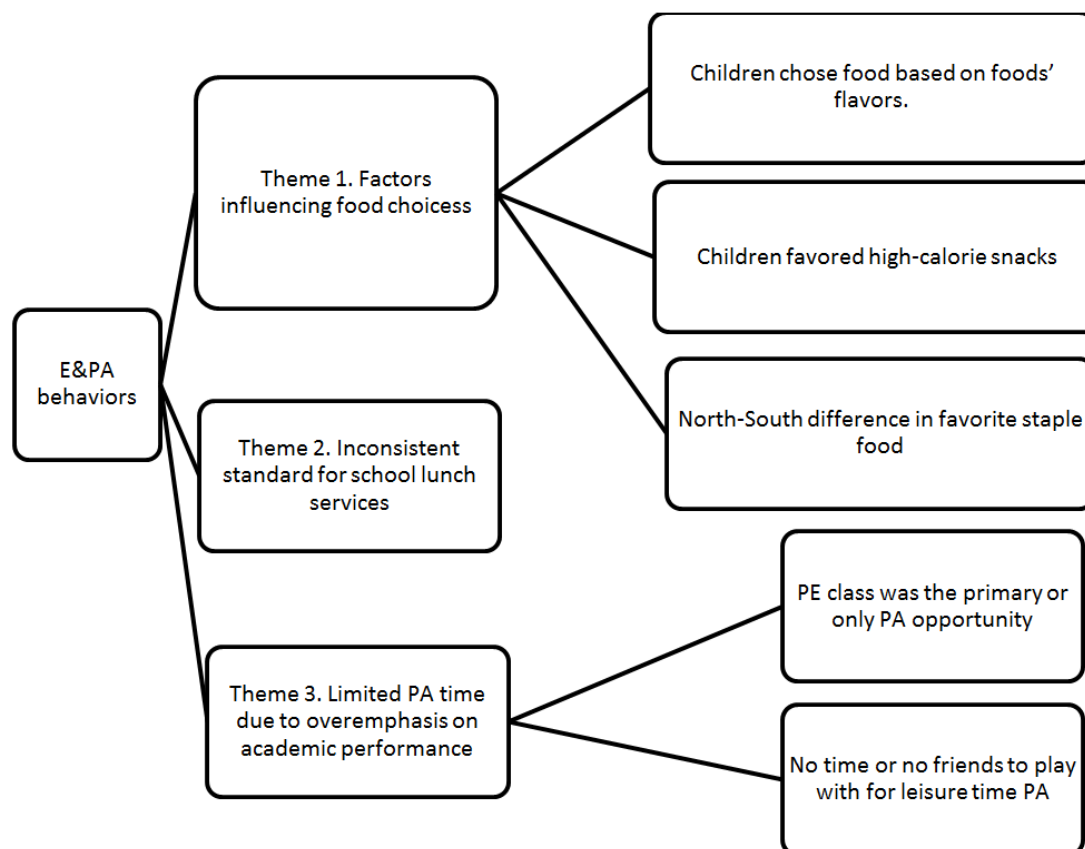 E&PA
behaviors
Theme 1. Factors
influencing food choicess
Children chose food based on foods’
flavors.
Children favored high-calorie snacks
North-South difference in favorite staple
food
Theme 2. Inconsistent
standard for school lunch
services
Theme 3. Limited PA time
due to overemphasis on
academic performance
PE class was the primary or
only PA opportunity
No time or no friends to play
with for leisure time PA